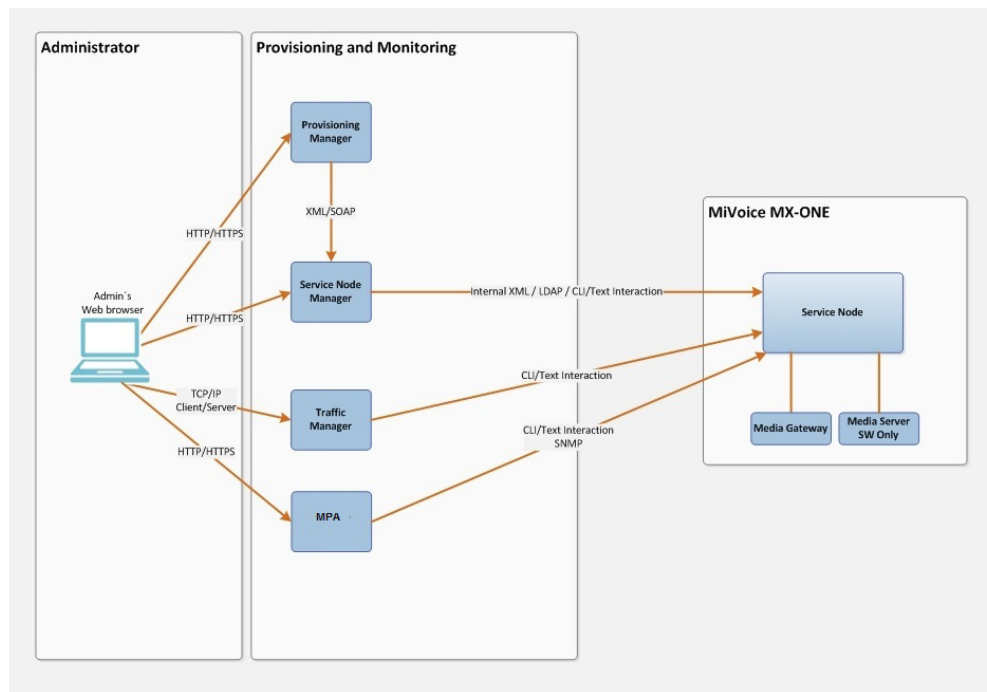 Administrator
Provisioning and Monitoring
Provisioning
Manager
XML/SOAP
HTTP/HTTPS
MiVoice MX-ONE
Admin´s
Web browser
Service Node
Manager
HTTP/HTTPS
Internal XML / LDAP / CLI/Text Interaction
Service Node
CLI/Text Interaction
TCP/IP
Client/Server
Traffic
Manager
HTTP/HTTPS
CLI/Text Interaction
SNMP
Media Gateway
Media Server
SW Only
MPA